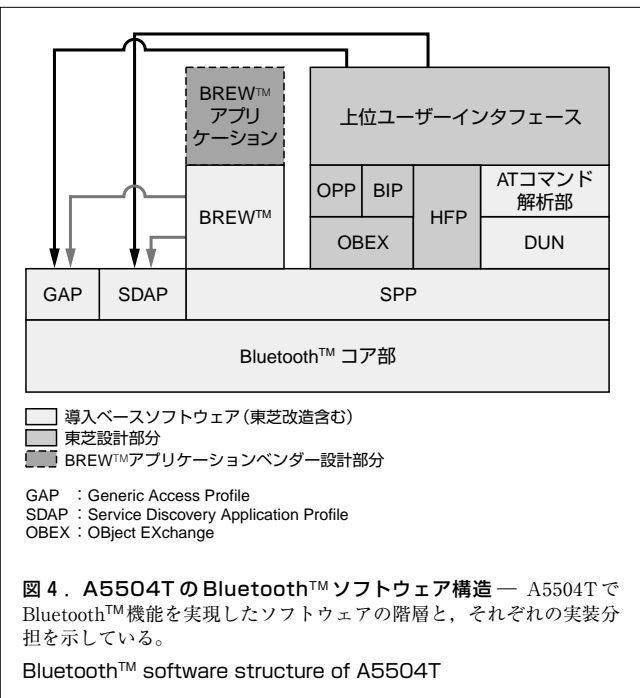 BREW™
アプリ
ケーション
上位ユーザーインタフェース
BREW™
OPP
BIP
HFP
ATコマンド
解析部
OBEX
DUN
GAP
SDAP
SPP
Bluetooth™ コア部
導入ベースソフトウェア(東芝改造含む)
東芝設計部分
BREW™アプリケーションベンダー設計部分
GAP :Generic Access Profile
SDAP :Service Discovery Application Profile
OBEX :OBject EXchange
図4. A5504TのBluetooth™ソフトウェア構造 — A5504Tで
Bluetooth™機能を実現したソフトウェアの階層と,それぞれの実装分
担を示している。
Bluetooth™ software structure of A5504T